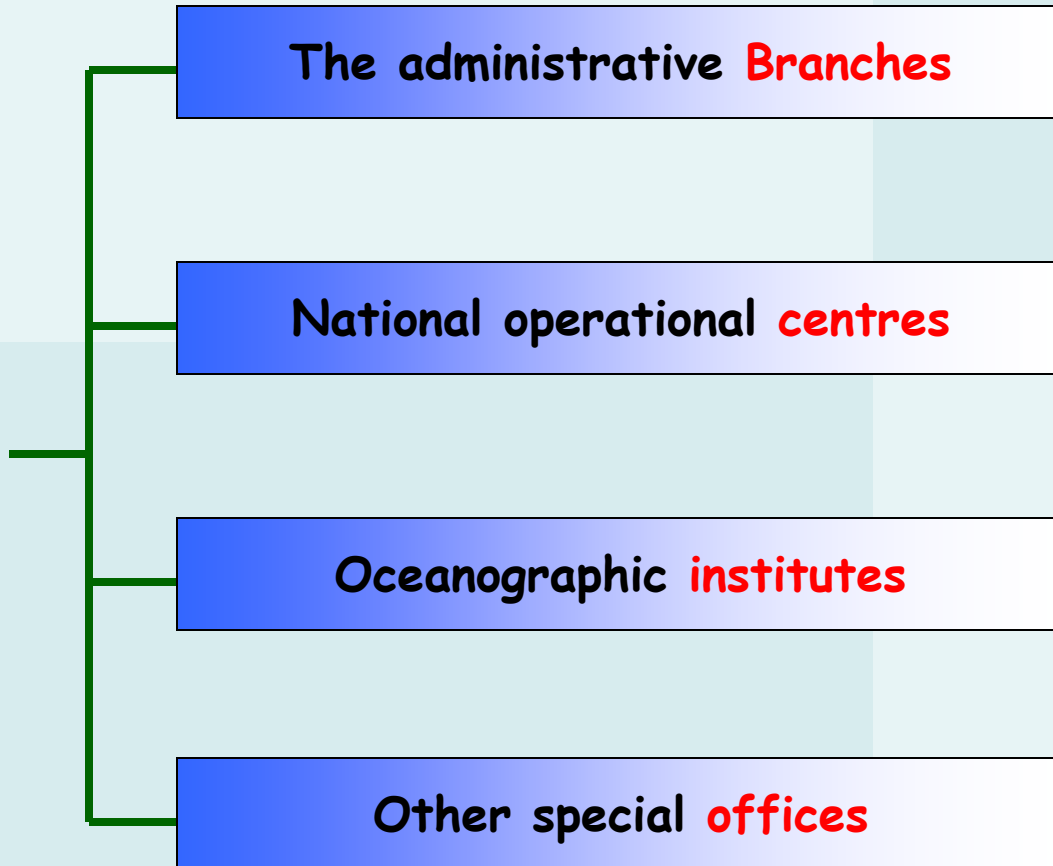 The administrative Branches
National operational centres
Oceanographic institutes
Other special offices